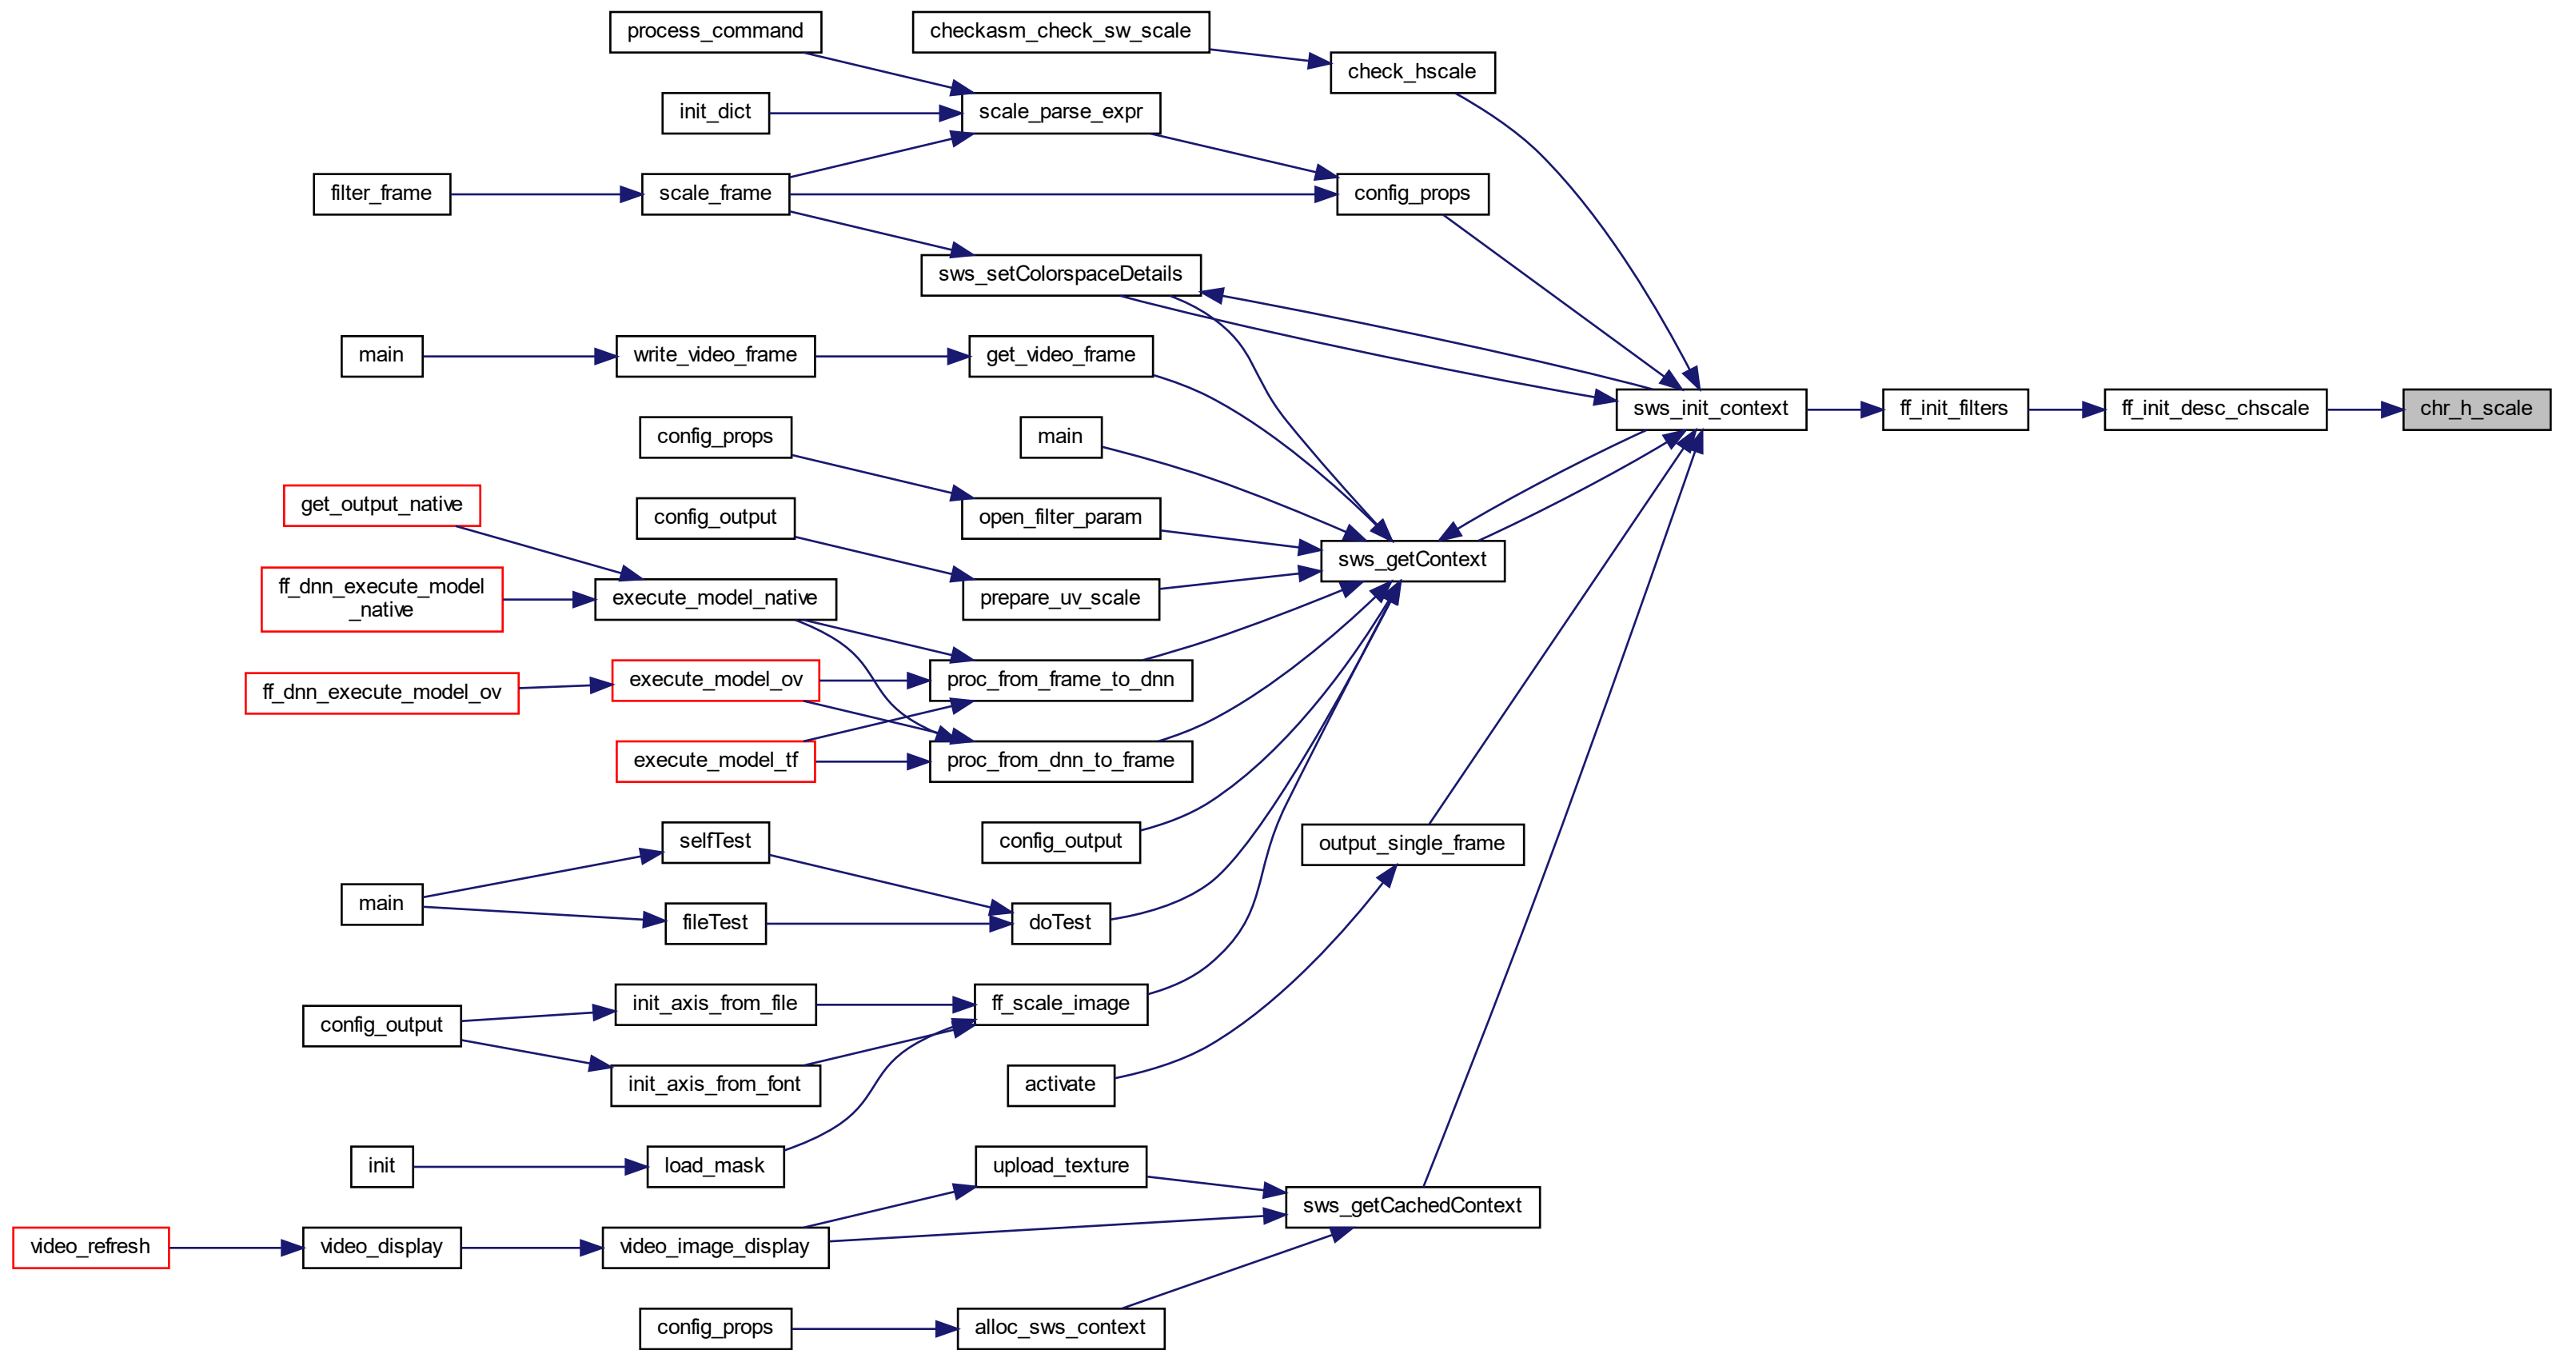 process_command
checkasm_check_sw_scale
check_hscale
init_dict
scale_parse_expr
filter_frame
scale_frame
config_props
sws_setColorspaceDetails
main
write_video_frame
get_video_frame
sws_init_context
ff_init_filters
ff_init_desc_chscale
chr_h_scale
config_props
main
get_output_native
config_output
open_filter_param
sws_getContext
ff_dnn_execute_model
_native
execute_model_native
prepare_uv_scale
ff_dnn_execute_model_ov
execute_model_ov
proc_from_frame_to_dnn
execute_model_tf
proc_from_dnn_to_frame
selfTest
config_output
output_single_frame
main
fileTest
doTest
config_output
init_axis_from_file
ff_scale_image
init_axis_from_font
activate
init
load_mask
upload_texture
sws_getCachedContext
video_refresh
video_display
video_image_display
config_props
alloc_sws_context